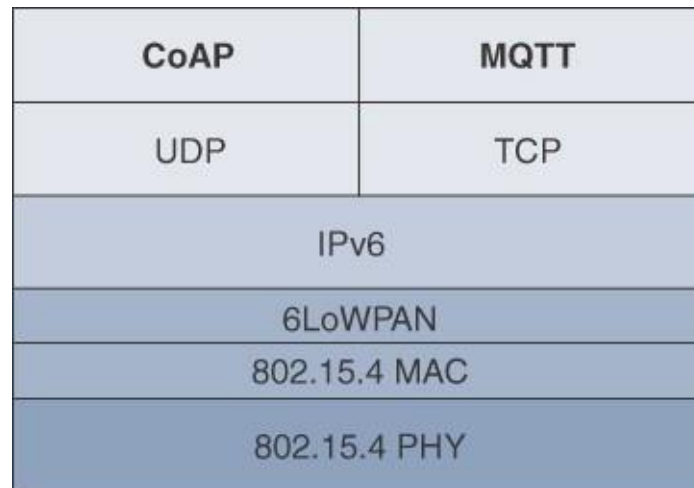 CoAP
MQTT
UDP
TCP
IPv6
6LoWPAN
802.15.4 MAC
802.15.4 PHY